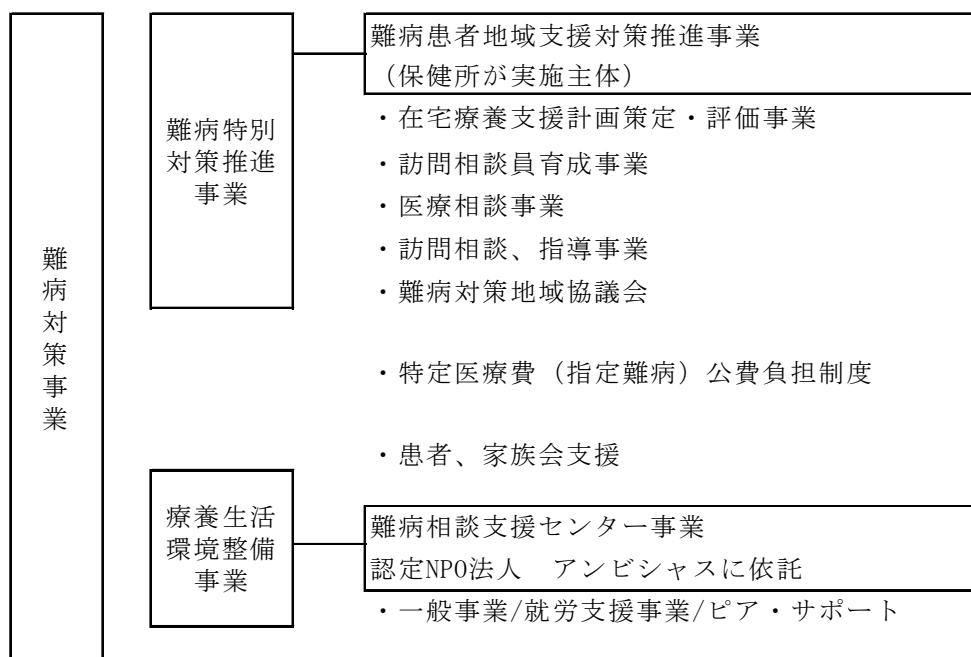 難病対策事業
難病特別
対策推進
事業
難病患者地域支援対策推進事業
（保健所が実施主体）
・在宅療養支援計画策定・評価事業
・訪問相談員育成事業
・医療相談事業
・訪問相談、指導事業
・難病対策地域協議会
・特定医療費（指定難病）公費負担制度
・患者、家族会支援
療養生活
環境整備
事業
難病相談支援センター事業
認定NPO法人　アンビシャスに依託
・一般事業/就労支援事業/ピア・サポート